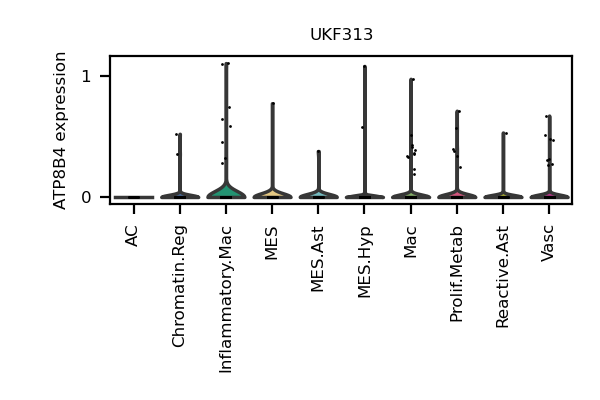 UKF313
ATP8B4 expression
1
0
AC
Chromatin.Reg
Inflammatory.Mac
MES
MES.Ast
MES.Hyp
Mac
Prolif.Metab
Reactive.Ast
Vasc